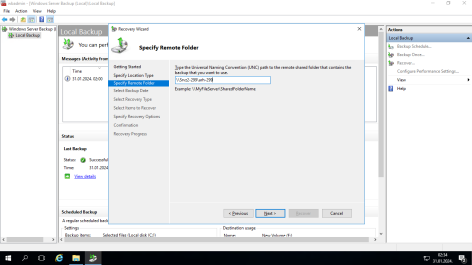 wbadmin - [Windows Server Backup (Local)\Local Backup]
File Action View Help
Windows Server Backup (L
Local Backup
Local Backup
You can perf
Messages (Activity from
Time
31.01.2024. 02:00
Status
Last Backup
Status: Successful
Time: 31.01.2024
View details
Scheduled Backup
A regular scheduled back
Settings
Backup items: Selected files (Local disk (C:))
Destination usage
Name: New Volume (F:)
Recovery Wizard
Specify Remote Folder
Getting Started
Specify Location Type
Specify Remote Folder
Select Backup Date
Select Recovery Type
Select Items to Recover
Specify Recovery Options
Confirmation
Recovery Progress
Type the Universal Naming Convention (UNC) path to the remote shared folder that contains the
backup that you want to use.
Example: \\MyFileServer\SharedFolderName
< Previous
Next >
Cancel
Actions
Local Backup
Backup Schedule...
Backup Once...
Recover...
Configure Performance Settings...
View
Help
02:34
31.01.2024.